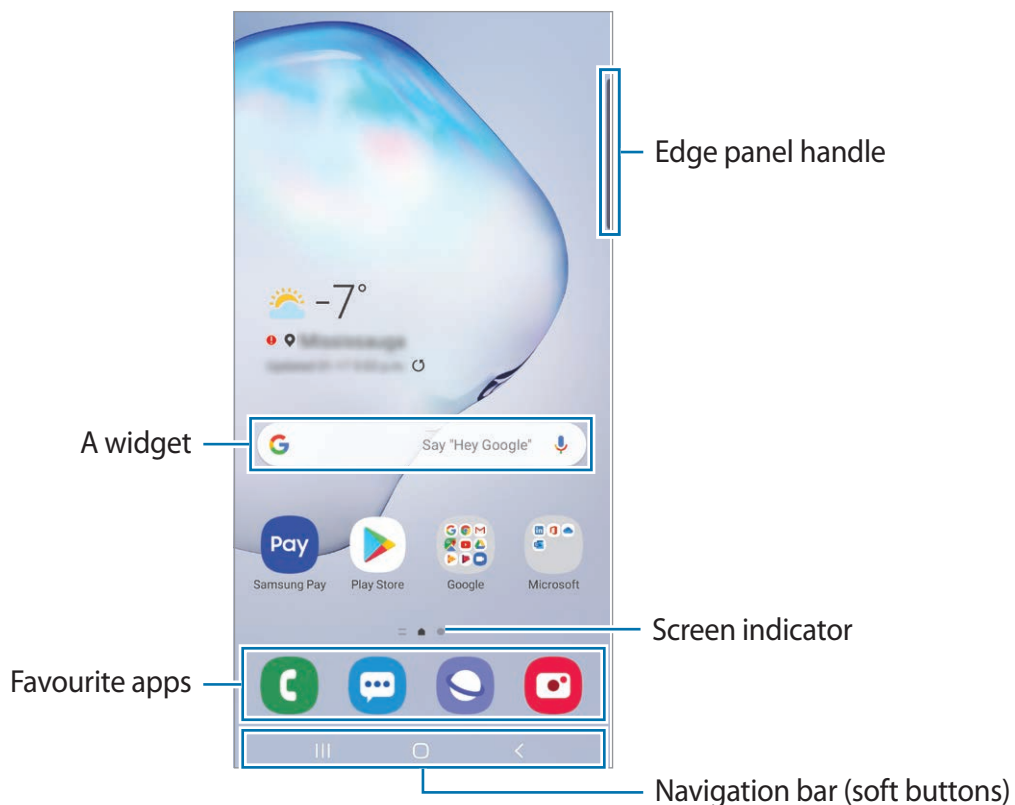 Edge panel handle
-7°
A widget
Say "Hey Google"
Pay
Samsung Pay
Play Store
Google
Microsoft
Screen indicator
Favourite apps
Navigation bar (soft buttons)